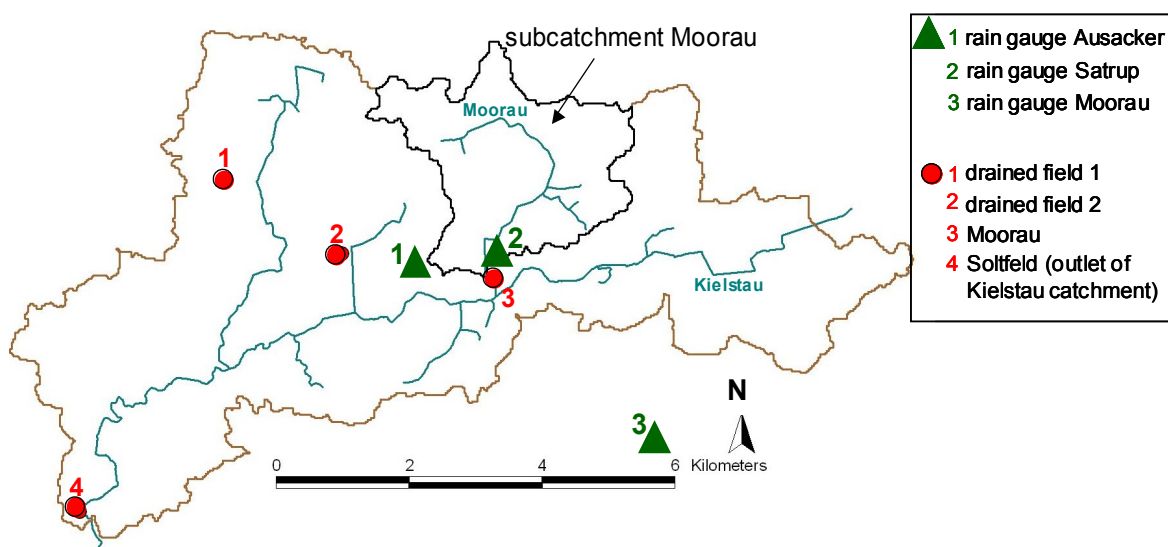 subcatchment Moorau
Moorau
1
2
1
2
3
Kielstau
4
3
N
0 2 4 6
Kilometers
1 rain gauge Ausacker
2 rain gauge Satrup
3 rain gauge Moorau
1 drained field 1
2 drained field 2
3 Moorau
4 Soltfeld (outlet of
Kielstau catchment)